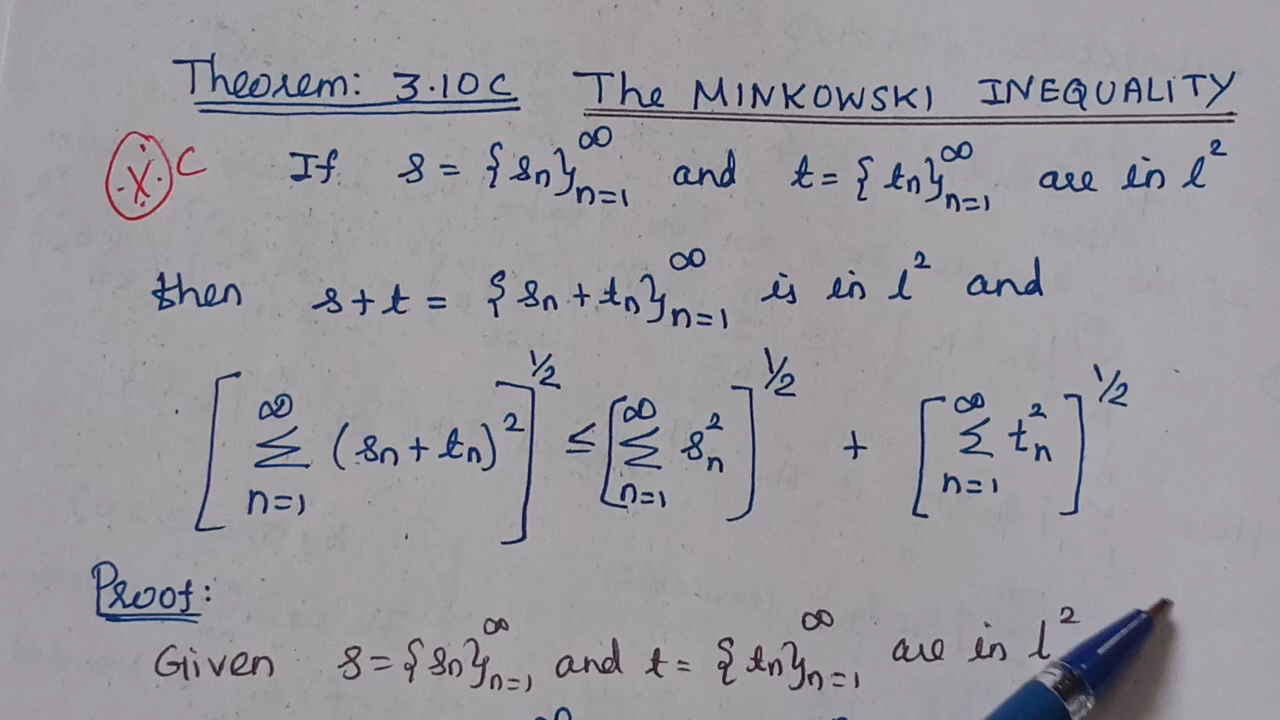 Theorem: 3.10C The MINKOWSKI INEQUALITY
(·X·) C If s = {sn}∞n=1 and t = {tn}∞n=1 are in l²
then s+t = {sn + tn}∞n=1 is in l² and
[∑∞n=1 (sn + tn)²]^1/2 ≤ [∑∞n=1 sn²]^1/2 + [∑∞n=1 tn²]^1/2
Proof:
Given s = {sn}∞n=1 and t = {tn}∞n=1 are in l²